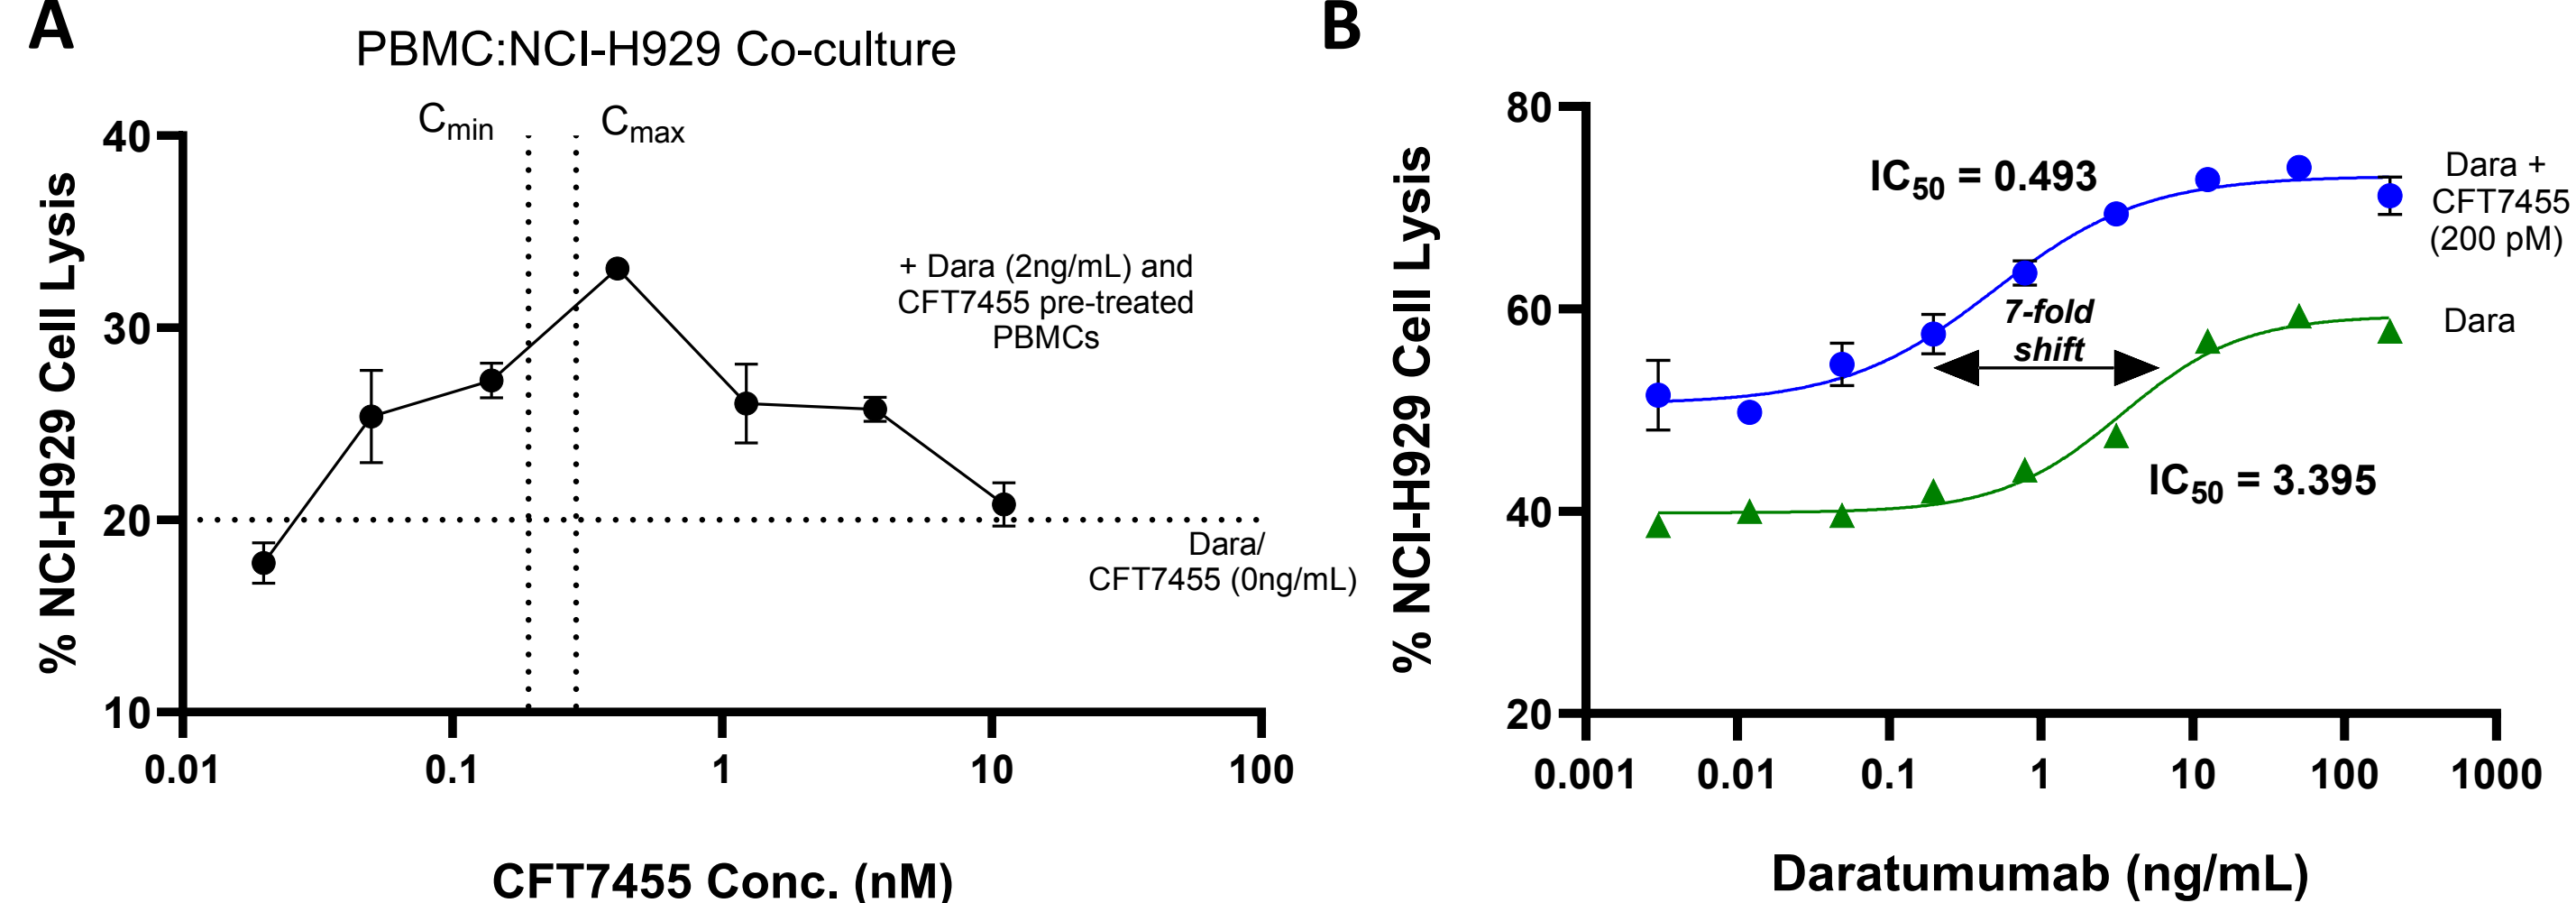 A
PBMC:NCI-H929 Co-culture
Cmin
Cmax
40
30
20
10
% NCI-H929 Cell Lysis
+ Dara (2ng/mL) and
CFT7455 pre-treated
PBMCs
Dara/
CFT7455 (0ng/mL)
0.01
0.1
1
10
100
CFT7455 Conc. (nM)
B
80
60
40
20
% NCI-H929 Cell Lysis
IC50 = 0.493
Dara +
CFT7455
(200 pM)
7-fold
shift
Dara
IC50 = 3.395
0.001
0.01
0.1
1
10
100
1000
Daratumumab (ng/mL)